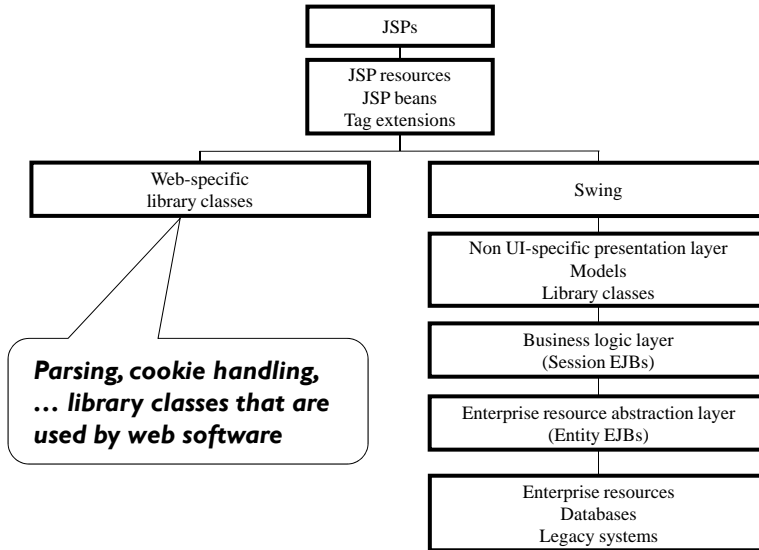 JSPs
JSP resources
JSP beans
Tag extensions
Web-specific
library classes
Swing
Non UI-specific presentation layer
Models
Library classes
Parsing, cookie handling,
... library classes that are
used by web software
Business logic layer
(Session EJBs)
Enterprise resource abstraction layer
(Entity EJBs)
Enterprise resources
Databases
Legacy systems